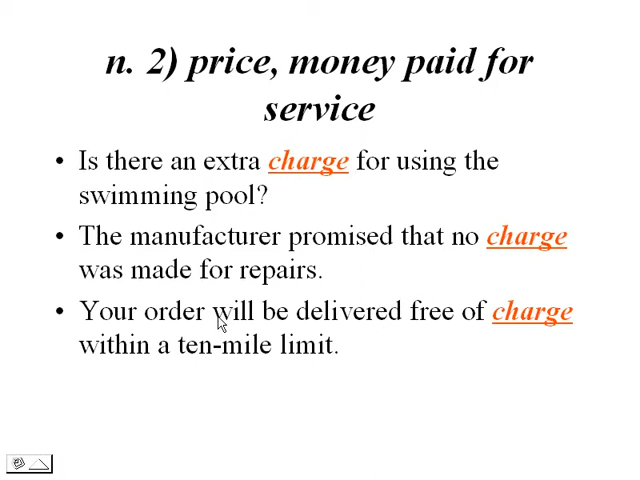 n. 2) price, money paid for
service
• Is there an extra charge for using the
swimming pool?
• The manufacturer promised that no charge
was made for repairs.
• Your order will be delivered free of charge
within a ten-mile limit.